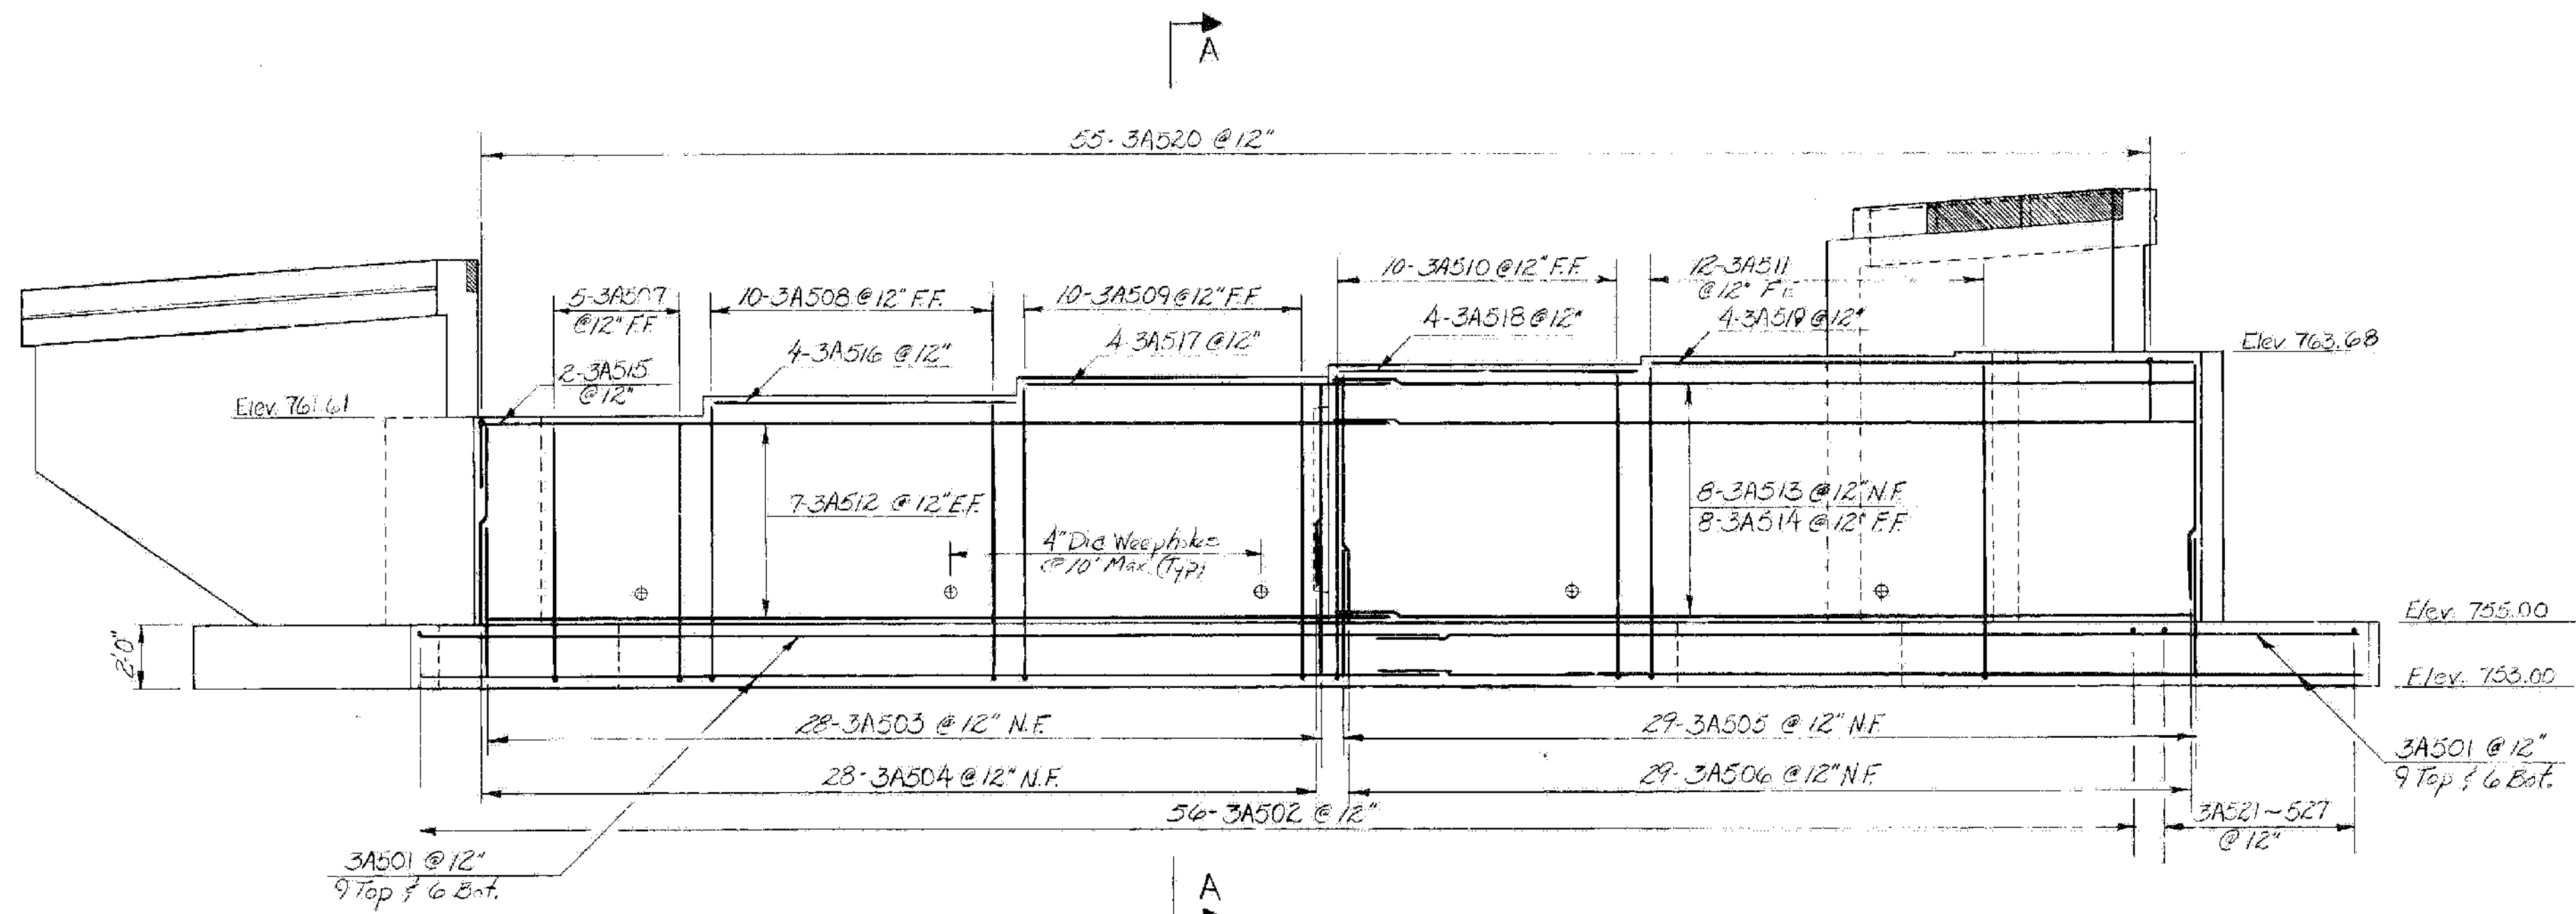 A
55-3A520 @12"
5-3A507
@12" F.F.
10-3A508 @12" F.F.
10-3A509 @12" F.F.
10-3A510 @12" F.F.
12-3A511
@12" F.F.
2-3A515
@12"
4-3A516 @12"
4-3A517 @12"
4-3A518 @12"
4-3A519 @12"
Elev. 763.68
Elev. 761.61
7-3A512 @ 12" E.F.
8-3A513 @12" N.F.
8-3A514 @12" F.F.
4" Dia Weepholes
@ 10' Max. (Typ)
2'0"
Elev. 755.00
Elev. 753.00
28-3A503 @ 12" N.F.
29-3A505 @ 12" N.F.
28-3A504 @ 12" N.F.
29-3A506 @ 12" N.F.
56-3A502 @ 12"
3A501 @ 12"
9 Top & 6 Bot.
3A521~527
@ 12"
3A501 @ 12"
9 Top & 6 Bot.
A